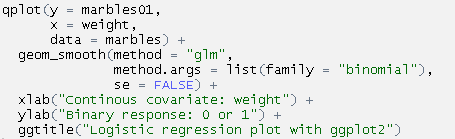 qplot(y = marbles01,
x = weight,
data = marbles) +
geom_smooth(method = "glm",
method.args = list(family = "binomial"),
se = FALSE) +
xlab("Continous covariate: weight") +
ylab("Binary response: 0 or 1") +
ggtitle("Logistic regression plot with ggplot2")